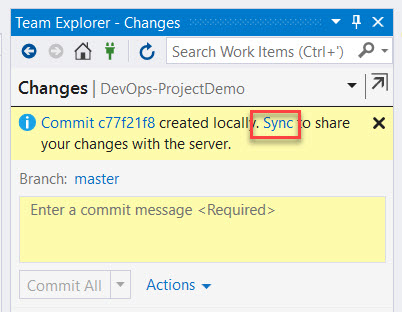 Team Explorer - Changes
Search Work Items (Ctrl+')
Changes | DevOps-ProjectDemo
Commit c77f21f8 created locally. Sync to share
your changes with the server.
Branch: master
Enter a commit message <Required>
Commit All Actions